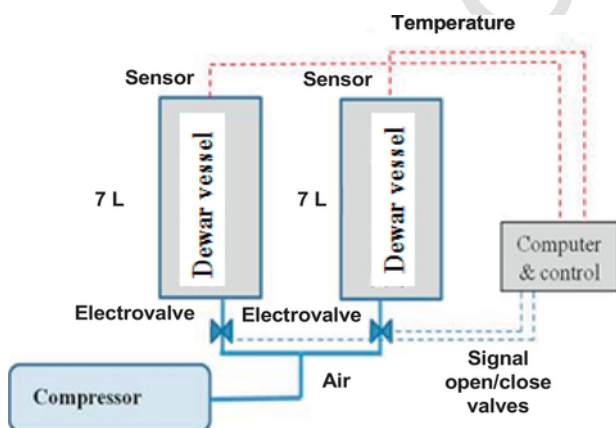 Temperature
Sensor
Sensor
7 L
Dewar vessel
7 L
Dewar vessel
Computer
& control
Electrovalve
Electrovalve
Air
Signal
open/close
valves
Compressor